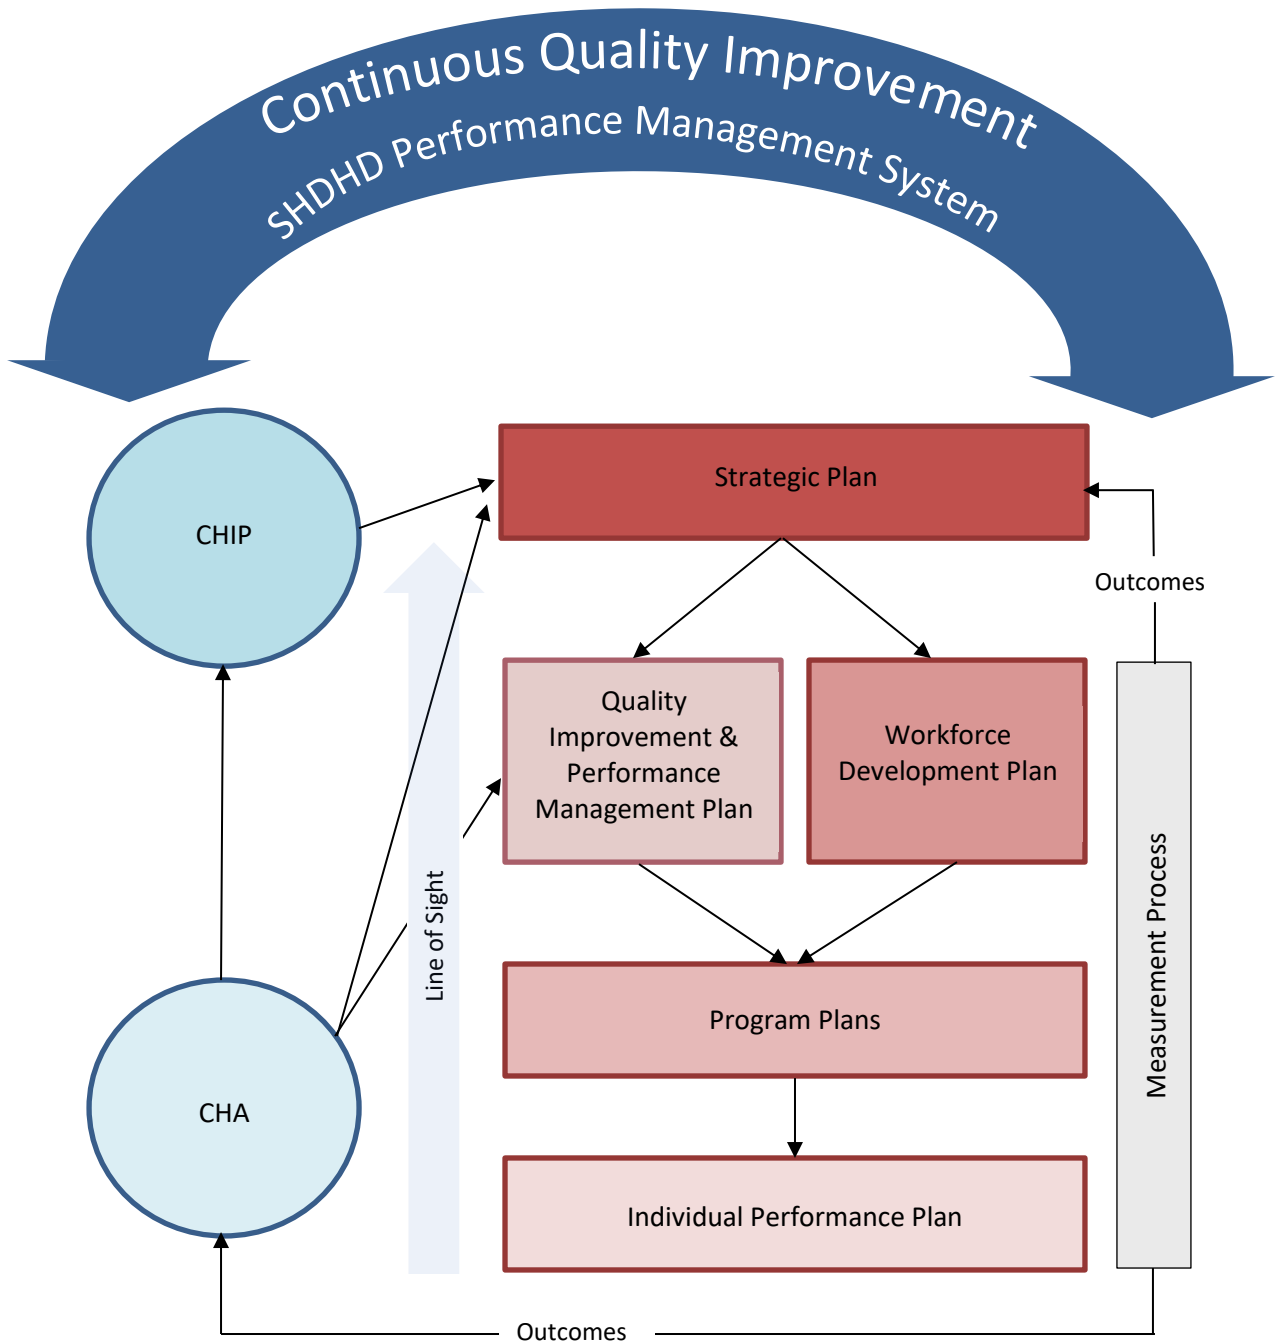 Continuous Quality Improvement
SHDHD Performance Management System
CHIP
Strategic Plan
Outcomes
Quality
Improvement &
Performance
Management Plan
Workforce
Development Plan
Line of Sight
Measurement Process
Program Plans
CHA
Individual Performance Plan
Outcomes